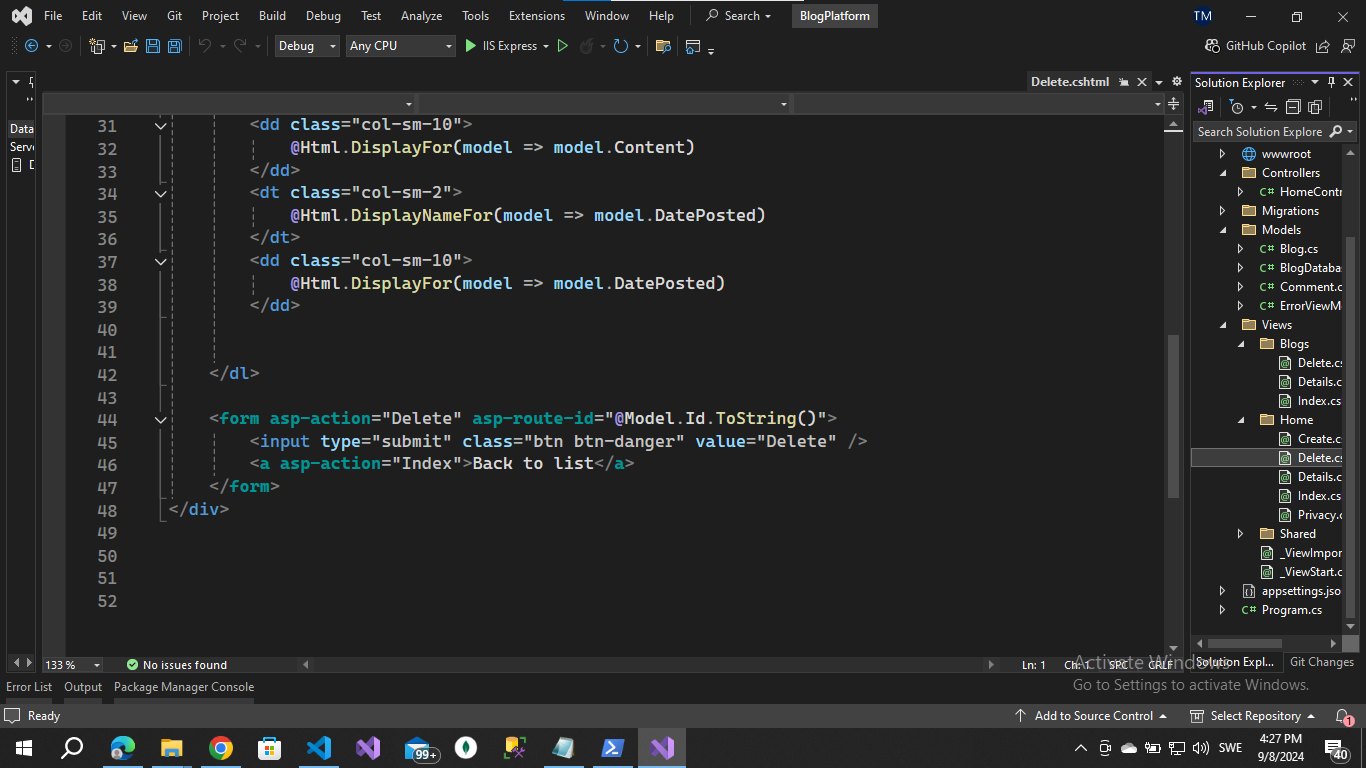 File Edit View Git Project Build Debug Test Analyze Tools Extensions Window Help Search BlogPlatform TM
Debug Any CPU IIS Express GitHub Copilot
Delete.cshtml
Solution Explorer
Data
Serv
Search Solution Explore
31 <dd class="col-sm-10">
32 @Html.DisplayFor(model => model.Content)
33 </dd>
34 <dt class="col-sm-2">
35 @Html.DisplayNameFor(model => model.DatePosted)
36 </dt>
37 <dd class="col-sm-10">
38 @Html.DisplayFor(model => model.DatePosted)
39 </dd>
40
41
42 </dl>
43
44 <form asp-action="Delete" asp-route-id="@Model.Id.ToString()">
45 <input type="submit" class="btn btn-danger" value="Delete" />
46 <a asp-action="Index">Back to list</a>
47 </form>
48 </div>
49
50
51
52
wwwroot
Controllers
C# HomeContr
Migrations
Models
C# Blog.cs
C# BlogDataba
C# Comment.c
C# ErrorViewM
Views
Blogs
Delete.cs
Details.c
Index.cs
Home
Create.c
Delete.cs
Details.c
Index.cs
Privacy.c
Shared
_ViewImpor
_ViewStart.c
appsettings.jso
C# Program.cs
133 % No issues found Ln: 1 Ch: 1 SPC CRLF
Solution Expl... Git Changes
Activate Windows
Go to Settings to activate Windows.
Error List Output Package Manager Console
Ready Add to Source Control Select Repository 1
99+ SWE 4:27 PM
9/8/2024 40